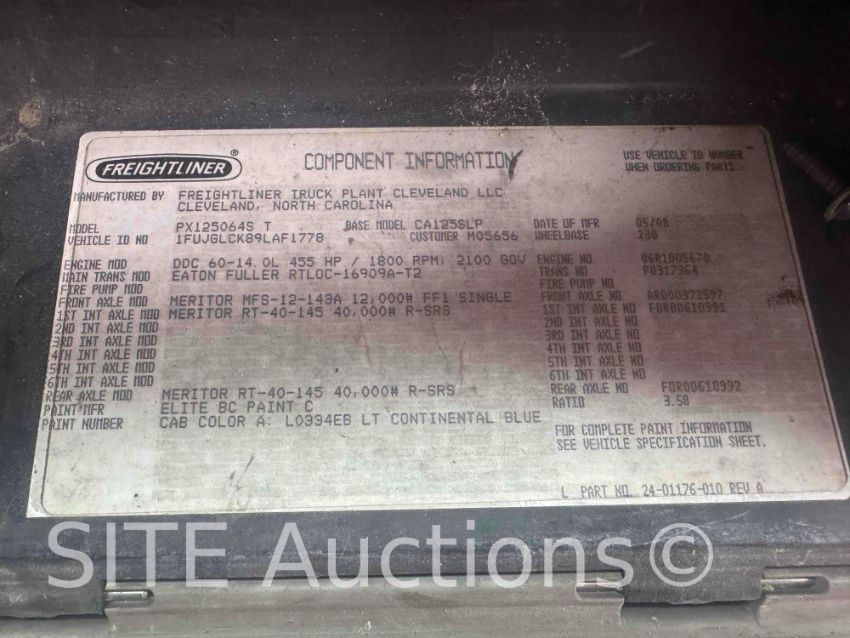 FREIGHTLINER ®
COMPONENT INFORMATION
USE VEHICLE ID NUMBER
WHEN ORDERING PARTS.
MANUFACTURED BY FREIGHTLINER TRUCK PLANT CLEVELAND LLC
CLEVELAND, NORTH CAROLINA
MODEL PX125064S T BASE MODEL CA125SLP DATE OF MFR 05/08
VEHICLE ID NO 1FUJGLCK89LAF1778 CUSTOMER M05656 WHEELBASE 230
ENGINE MOD DDC 60-14.0L 455 HP / 1800 RPM; 2100 GOV ENGINE NO 06R1005670
MAIN TRANS MOD EATON FULLER RTLOC-16909A-T2 TRANS NO P0317364
FIRE PUMP MOD FIRE PUMP NO
FRONT AXLE MOD MERITOR MFS-12-143A 12,000# FF1 SINGLE FRONT AXLE NO AR000372597
1ST INT AXLE MOD MERITOR RT-40-145 40,000# R-SRS 1ST INT AXLE NO FOR00610991
2ND INT AXLE MOD 2ND INT AXLE NO
3RD INT AXLE MOD 3RD INT AXLE NO
4TH INT AXLE MOD 4TH INT AXLE NO
5TH INT AXLE MOD 5TH INT AXLE NO
6TH INT AXLE MOD 6TH INT AXLE NO
REAR AXLE MOD MERITOR RT-40-145 40,000# R-SRS REAR AXLE NO FOR00610992
PAINT MFR ELITE BC PAINT C RATIO 3.58
PAINT NUMBER CAB COLOR A: L0334EB LT CONTINENTAL BLUE
FOR COMPLETE PAINT INFORMATION
SEE VEHICLE SPECIFICATION SHEET.
L PART NO. 24-01176-010 REV A
SITE Auctions©